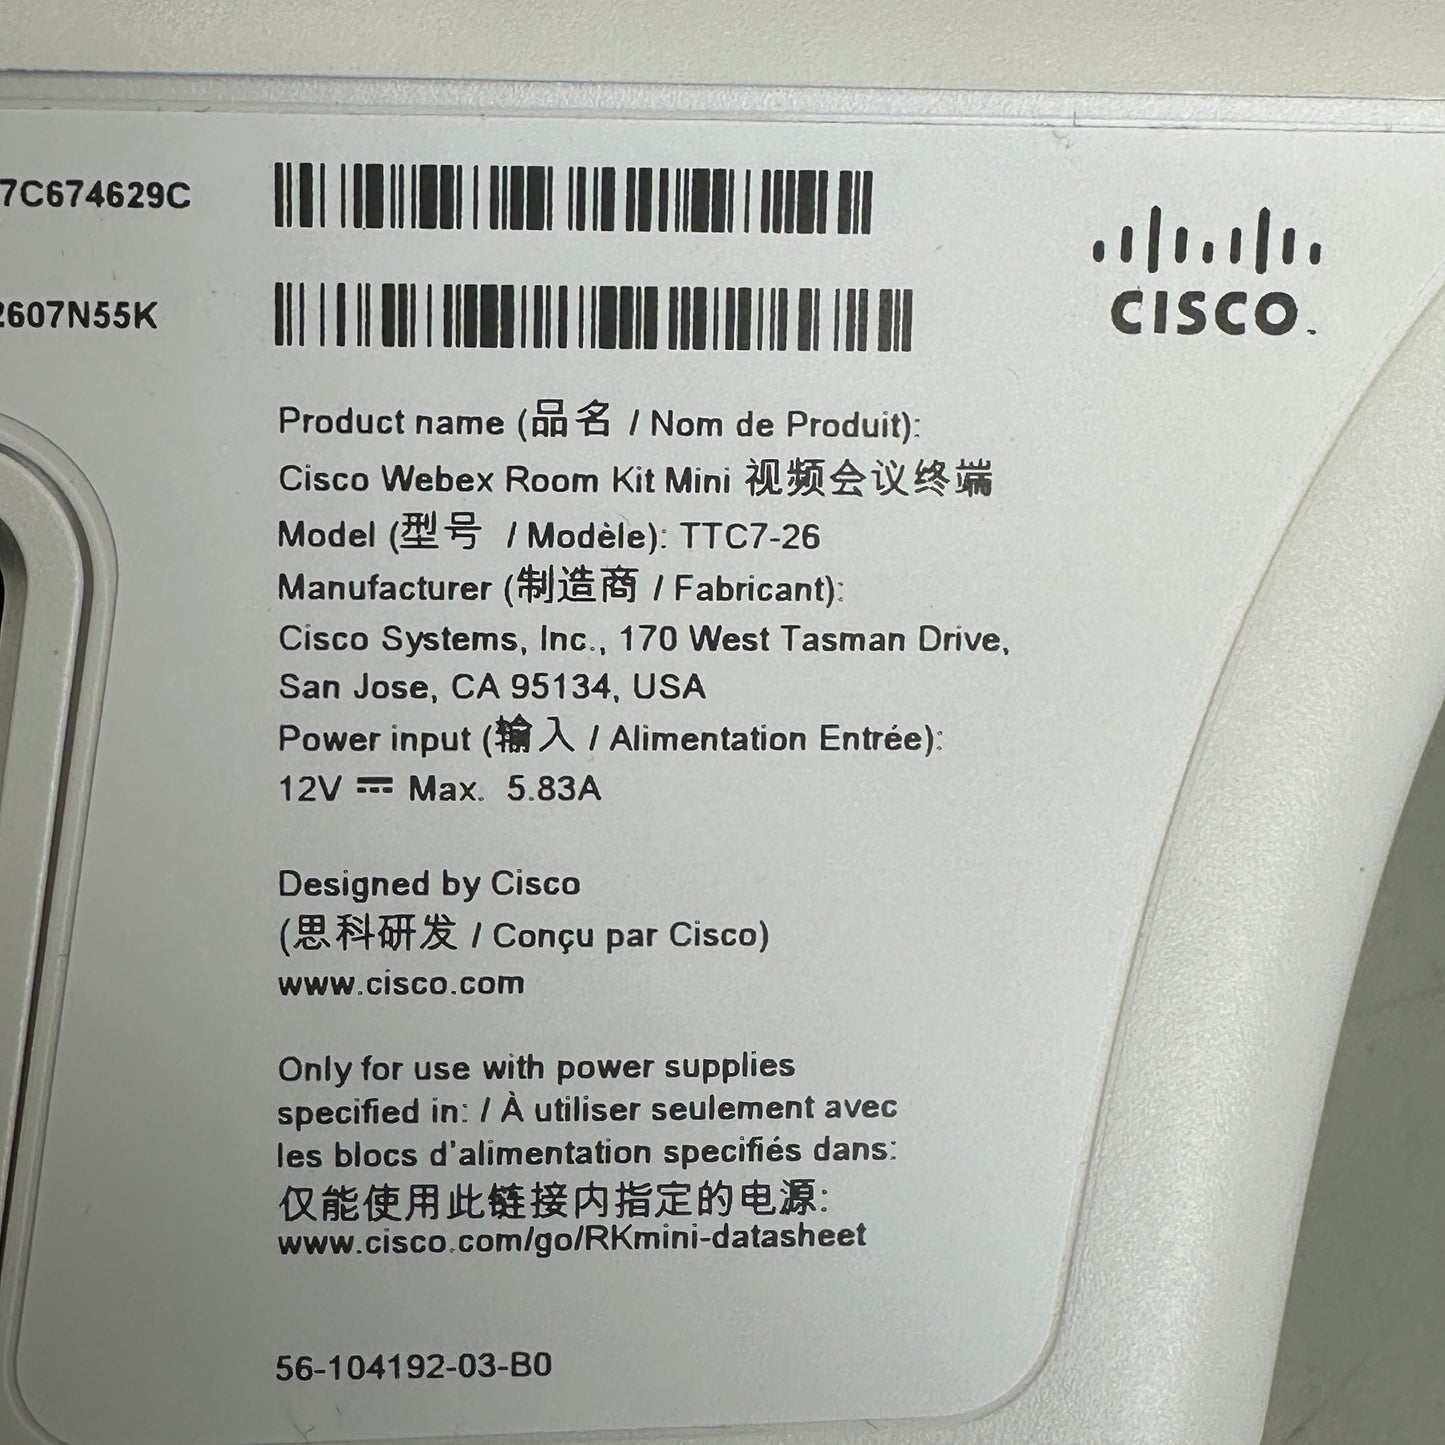 7C674629C
2607N55K
CISCO
Product name (品名 / Nom de Produit):
Cisco Webex Room Kit Mini 视频会议终端
Model (型号 / Modèle): TTC7-26
Manufacturer (制造商 / Fabricant):
Cisco Systems, Inc., 170 West Tasman Drive,
San Jose, CA 95134, USA
Power input (输入 / Alimentation Entrée):
12V ⎓ Max. 5.83A
Designed by Cisco
(思科研发 / Conçu par Cisco)
www.cisco.com
Only for use with power supplies
specified in: / À utiliser seulement avec
les blocs d'alimentation specifiés dans:
仅能使用此链接内指定的电源:
www.cisco.com/go/RKmini-datasheet
56-104192-03-B0